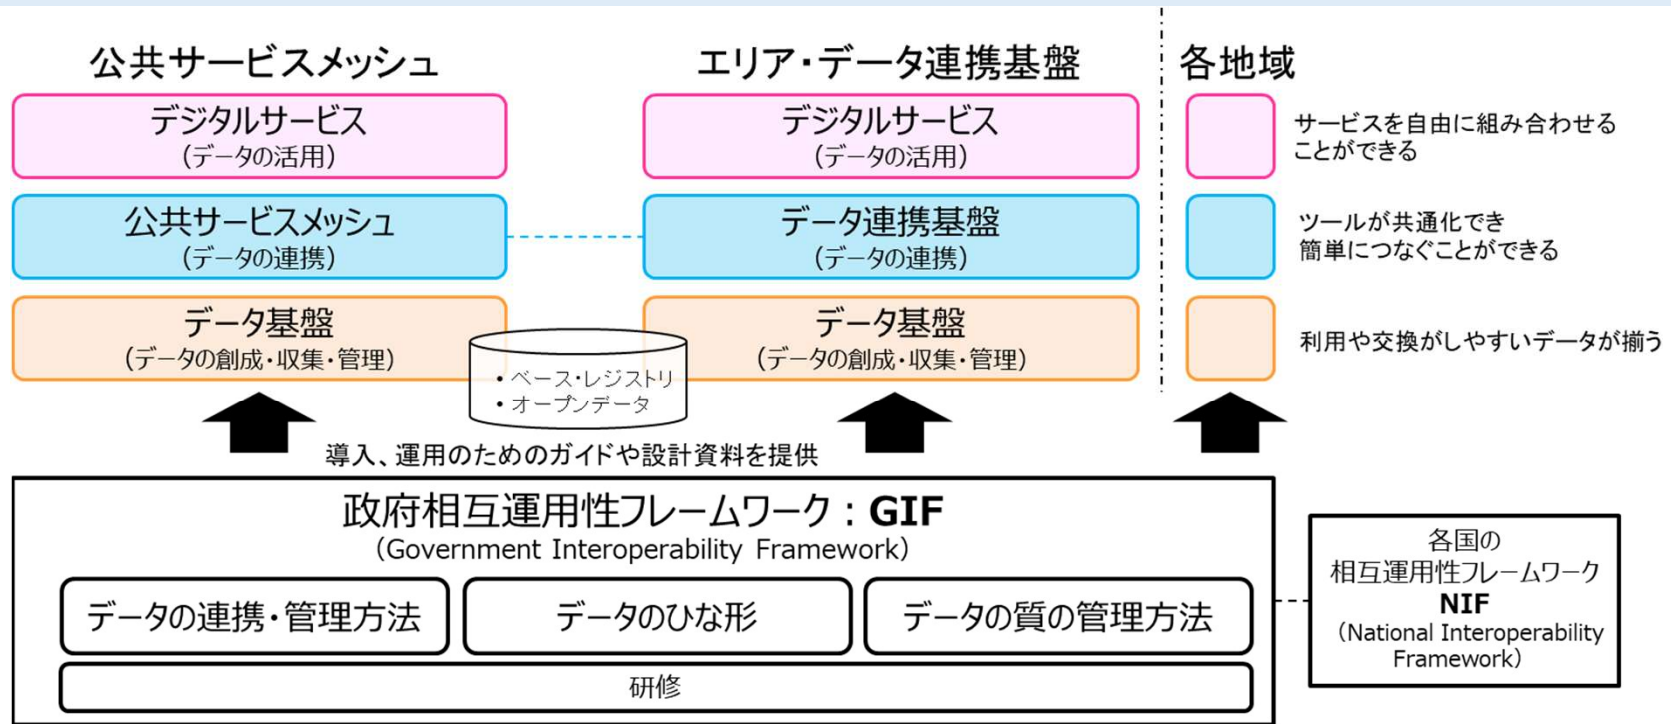 公共サービスメッシュ
エリア・データ連携基盤
各地域
デジタルサービス
(データの活用)
デジタルサービス
(データの活用)
サービスを自由に組み合わせる
ことができる
公共サービスメッシュ
(データの連携)
データ連携基盤
(データの連携)
ツールが共通化でき
簡単につなぐことができる
データ基盤
(データの創成・収集・管理)
データ基盤
(データの創成・収集・管理)
利用や交換がしやすいデータが揃う
• ベース・レジストリ
• オープンデータ
導入、運用のためのガイドや設計資料を提供
政府相互運用性フレームワーク：GIF
(Government Interoperability Framework)
データの連携・管理方法
データのひな形
データの質の管理方法
研修
各国の
相互運用性フレームワーク
NIF
(National Interoperability
Framework)